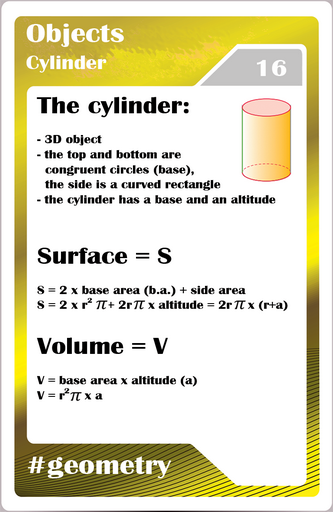 Objects
Cylinder
16
The cylinder:
- 3D object
- the top and bottom are
congruent circles (base),
the side is a curved rectangle
- the cylinder has a base and an altitude
Surface = S
S = 2 x base area (b.a.) + side area
S = 2 x r² π + 2r π x altitude = 2r π x (r+a)
Volume = V
V = base area x altitude (a)
V = r²π x a
#geometry